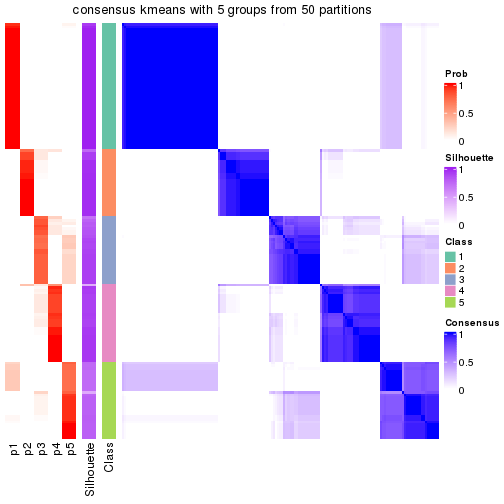 consensus kmeans with 5 groups from 50 partitions
Prob
1
0.5
0
Silhouette
1
0.5
0
Class
1
2
3
4
5
Consensus
1
0.5
0
p1
p2
p3
p4
p5
Silhouette
Class